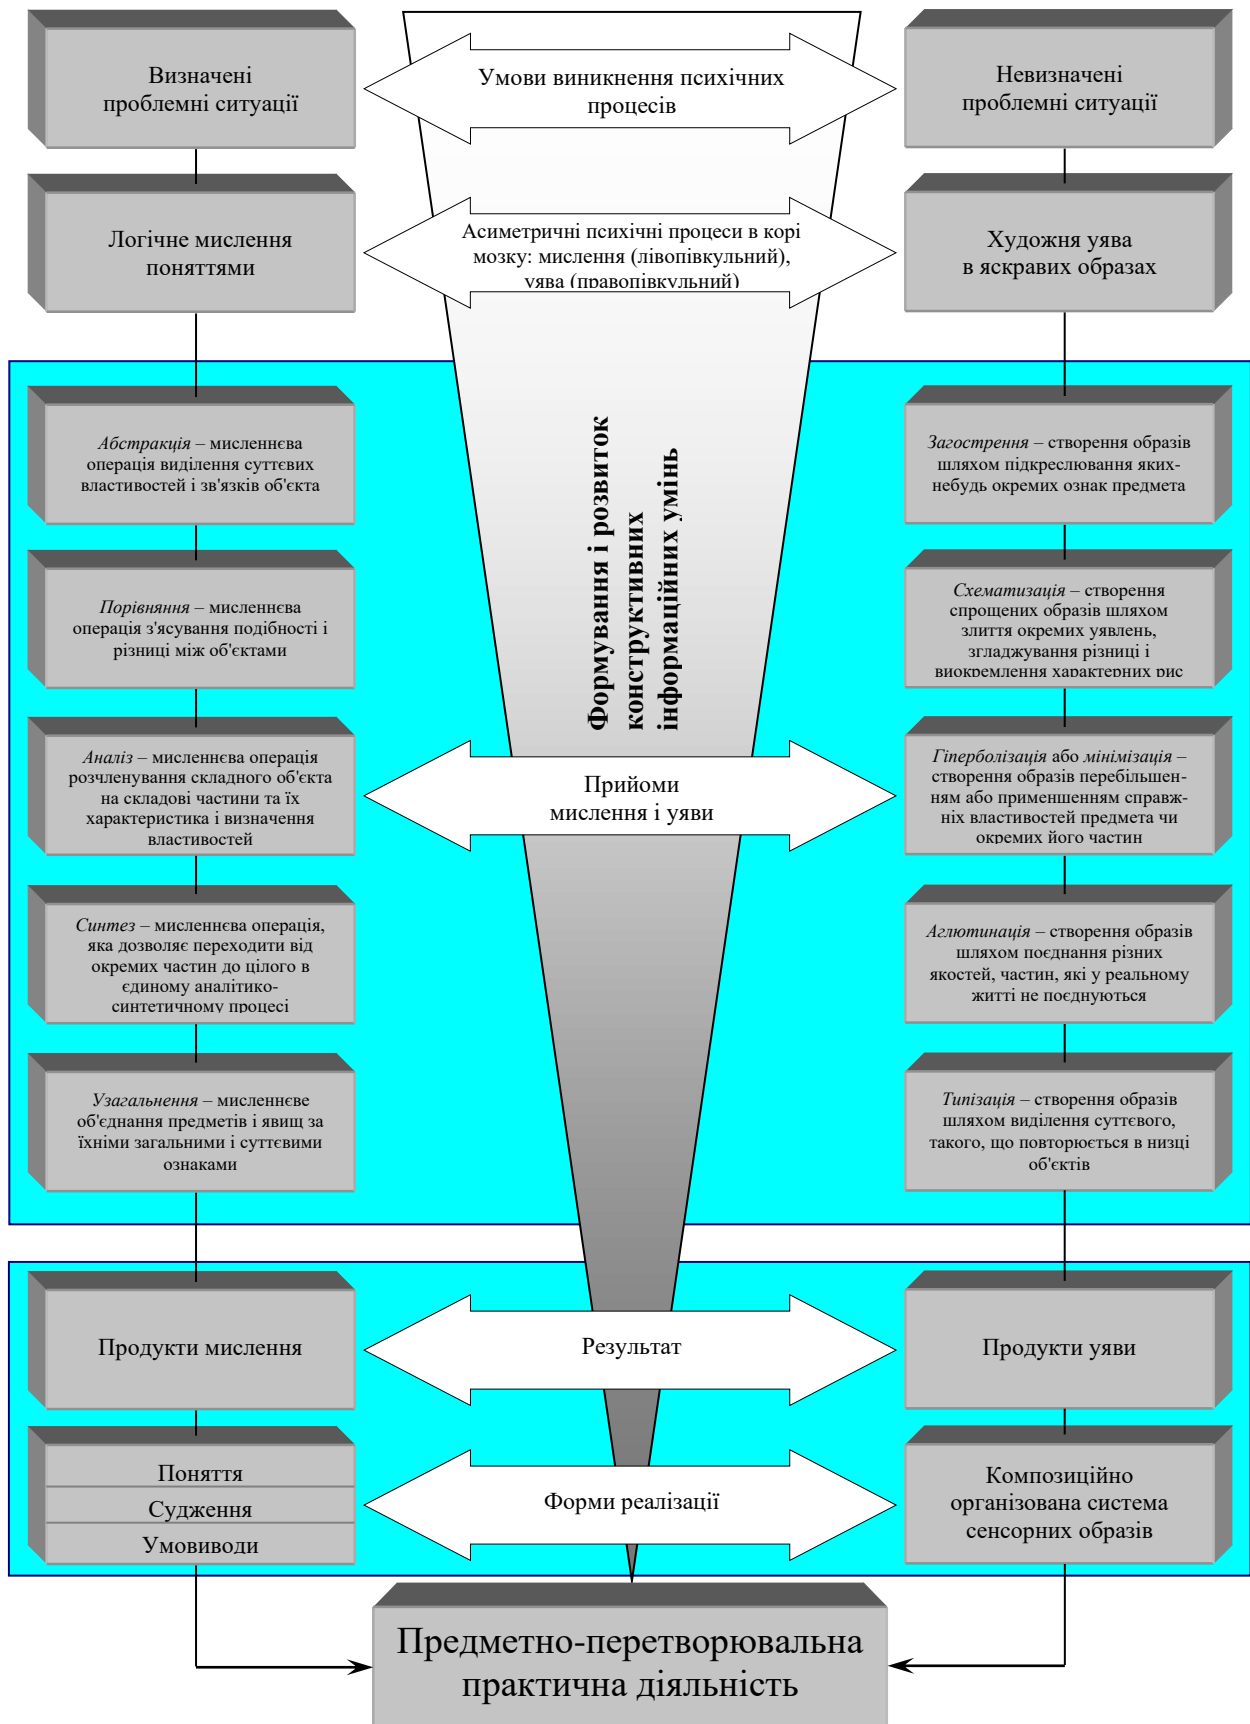 Визначені
проблемні ситуації
Умови виникнення психічних
процесів
Невизначені
проблемні ситуації
Логічне мислення
поняттями
Асиметричні психічні процеси в корі
мозку: мислення (лівопівкульний),
уява (правопівкульний)
Художня уява
в яскравих образах
Формування і розвиток
конструктивних
інформаційних умінь
Абстракція – мисленнєва
операція виділення суттєвих
властивостей і зв'язків об'єкта
Загострення – створення образів
шляхом підкреслювання яких-
небудь окремих ознак предмета
Порівняння – мисленнєва
операція з'ясування подібності і
різниці між об'єктами
Схематизація – створення
спрощених образів шляхом
злиття окремих уявлень,
згладжування різниці і
виокремлення характерних рис
Аналіз – мисленнєва операція
розчленування складного об'єкта
на складові частини та їх
характеристика і визначення
властивостей
Прийоми
мислення і уяви
Гіперболізація або мінімізація –
створення образів перебільшен-
ням або применшенням справж-
ніх властивостей предмета чи
окремих його частин
Синтез – мисленнєва операція,
яка дозволяє переходити від
окремих частин до цілого в
єдиному аналітико-
синтетичному процесі
Аглютинація – створення образів
шляхом поєднання різних
якостей, частин, які у реальному
житті не поєднуються
Узагальнення – мисленнєве
об'єднання предметів і явищ за
їхніми загальними і суттєвими
ознаками
Типізація – створення образів
шляхом виділення суттєвого,
такого, що повторюється в низці
об'єктів
Продукти мислення
Результат
Продукти уяви
Поняття
Судження
Умовиводи
Форми реалізації
Композиційно
організована система
сенсорних образів
Предметно-перетворювальна
практична діяльність